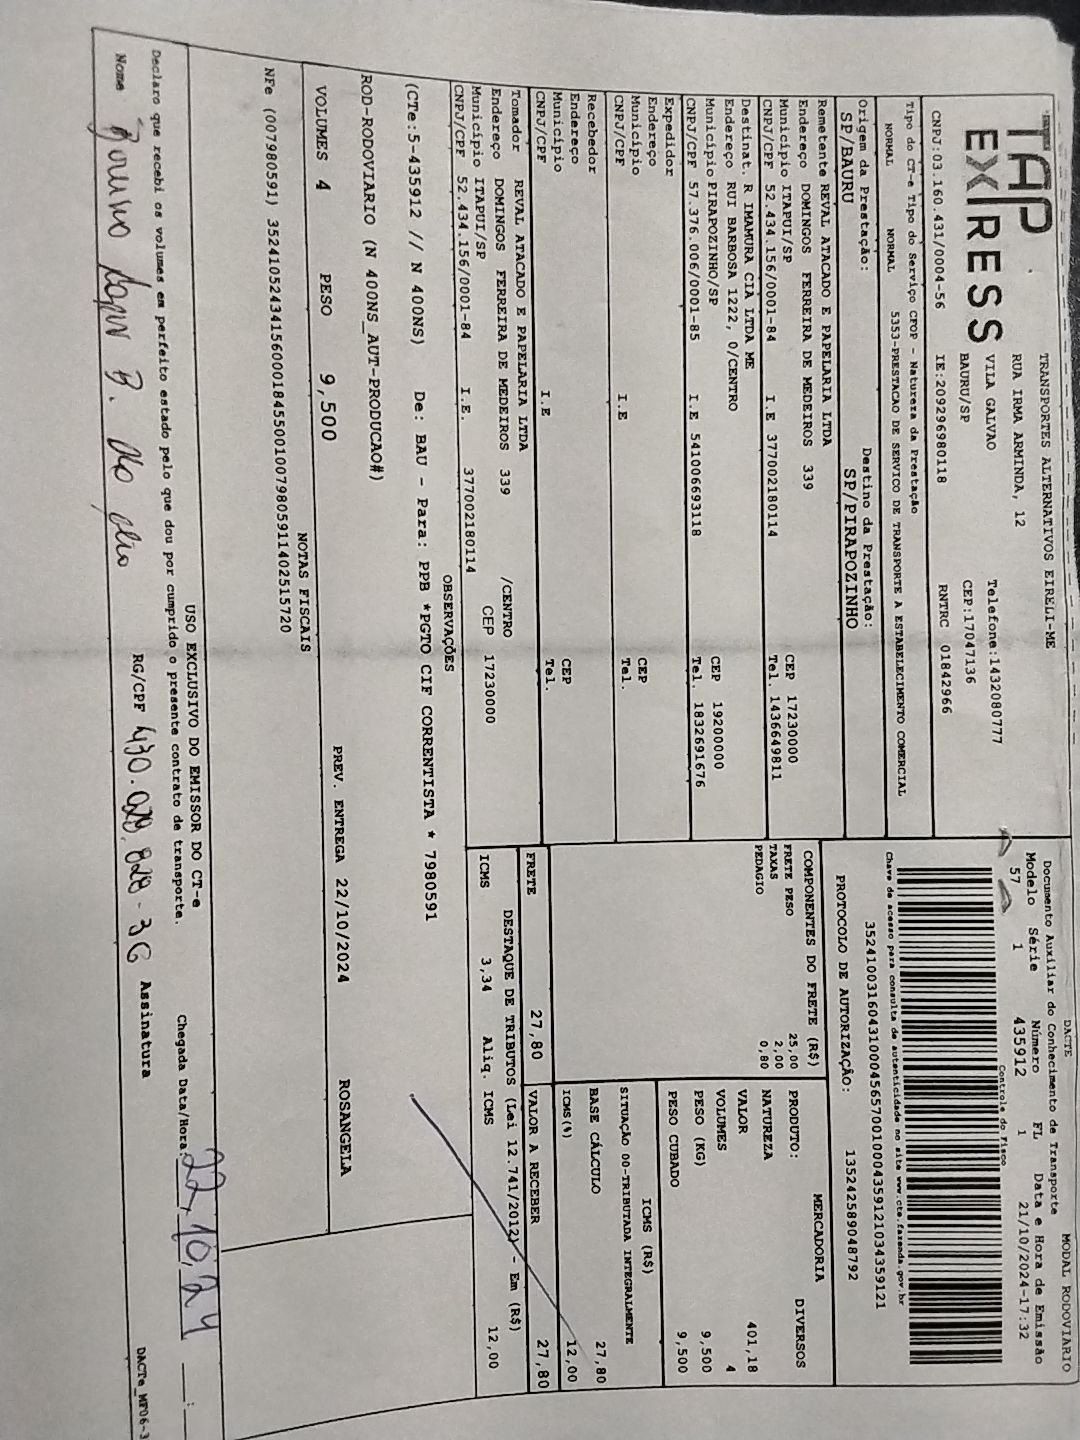 TAP EXPRESS
TRANSPORTES ALTERNATIVOS EIRELI-ME
RUA IRMA ARMINDA, 12
VILA GALVAO Telefone:1432080777
BAURU/SP CEP:17047136
CNPJ:03.160.431/0004-56 IE:209296980118 RNTRC 01842966
DACTE MODAL RODOVIARIO
Documento Auxiliar do Conhecimento de Transporte
Modelo Série Número FL Data e Hora de Emissão
57 1 435912 1 21/10/2024-17:32
Controle do Fisco
Chave de acesso para consulta de autenticidade no site www.cte.fazenda.gov.br
35241003160431000456570010004359121034359121
PROTOCOLO DE AUTORIZAÇÃO: 135242589048792
Tipo do CT-e Tipo do Serviço CFOP - Natureza da Prestação
NORMAL NORMAL 5353-PRESTACAO DE SERVICO DE TRANSPORTE A ESTABELECIMENTO COMERCIAL
Origem da Prestação: Destino da Prestação:
SP/BAURU SP/PIRAPOZINHO
Remetente REVAL ATACADO E PAPELARIA LTDA
Endereço DOMINGOS FERREIRA DE MEDEIROS 339
Município ITAPUI/SP CEP 17230000
CNPJ/CPF 52.434.156/0001-84 I.E 377002180114 Tel. 1436649811
Destinat. R IMAMURA CIA LTDA ME
Endereço RUI BARBOSA 1222, 0/CENTRO
Município PIRAPOZINHO/SP CEP 19200000
CNPJ/CPF 57.376.006/0001-85 I.E 541006693118 Tel. 1832691676
Expedidor
Endereço
Município CEP
CNPJ/CPF I.E Tel.
Recebedor
Endereço
Município CEP
CNPJ/CPF I.E Tel.
Tomador REVAL ATACADO E PAPELARIA LTDA
Endereço DOMINGOS FERREIRA DE MEDEIROS 339 /CENTRO
Município ITAPUI/SP CEP 17230000
CNPJ/CPF 52.434.156/0001-84 I.E. 377002180114
COMPONENTES DO FRETE (R$)
FRETE PESO 25,00
TAXAS 2,00
PEDAGIO 0,80
MERCADORIA
PRODUTO: DIVERSOS
NATUREZA
VALOR 401,18
VOLUMES 4
PESO (KG) 9,500
PESO CUBADO 9,500
ICMS (R$)
SITUAÇÃO 00-TRIBUTADA INTEGRALMENTE
BASE CÁLCULO 27,80
ICMS(%) 12,00
FRETE 27,80 VALOR A RECEBER 27,80
DESTAQUE DE TRIBUTOS (Lei 12.741/2012) - Em (R$)
ICMS 3,34 Aliq. ICMS 12,00
OBSERVAÇÕES
(CTe:5-435912 // N 400NS) De: BAU - Para: PPB *PGTO CIF CORRENTISTA * 7980591
ROD-RODOVIARIO (N 400NS_AUT-PRODUCAO#)
VOLUMES 4 PESO 9,500 PREV. ENTREGA 22/10/2024 ROSANGELA
NOTAS FISCAIS
NFe (007980591) 35241052434156000184550010079805911402515720
USO EXCLUSIVO DO EMISSOR DO CT-e
Declaro que recebi os volumes em perfeito estado pelo que dou por cumprido o presente contrato de transporte. Chegada Data/Hora: 22,10,24 __:__
Nome RG/CPF Assinatura
DACTe_MF06-3